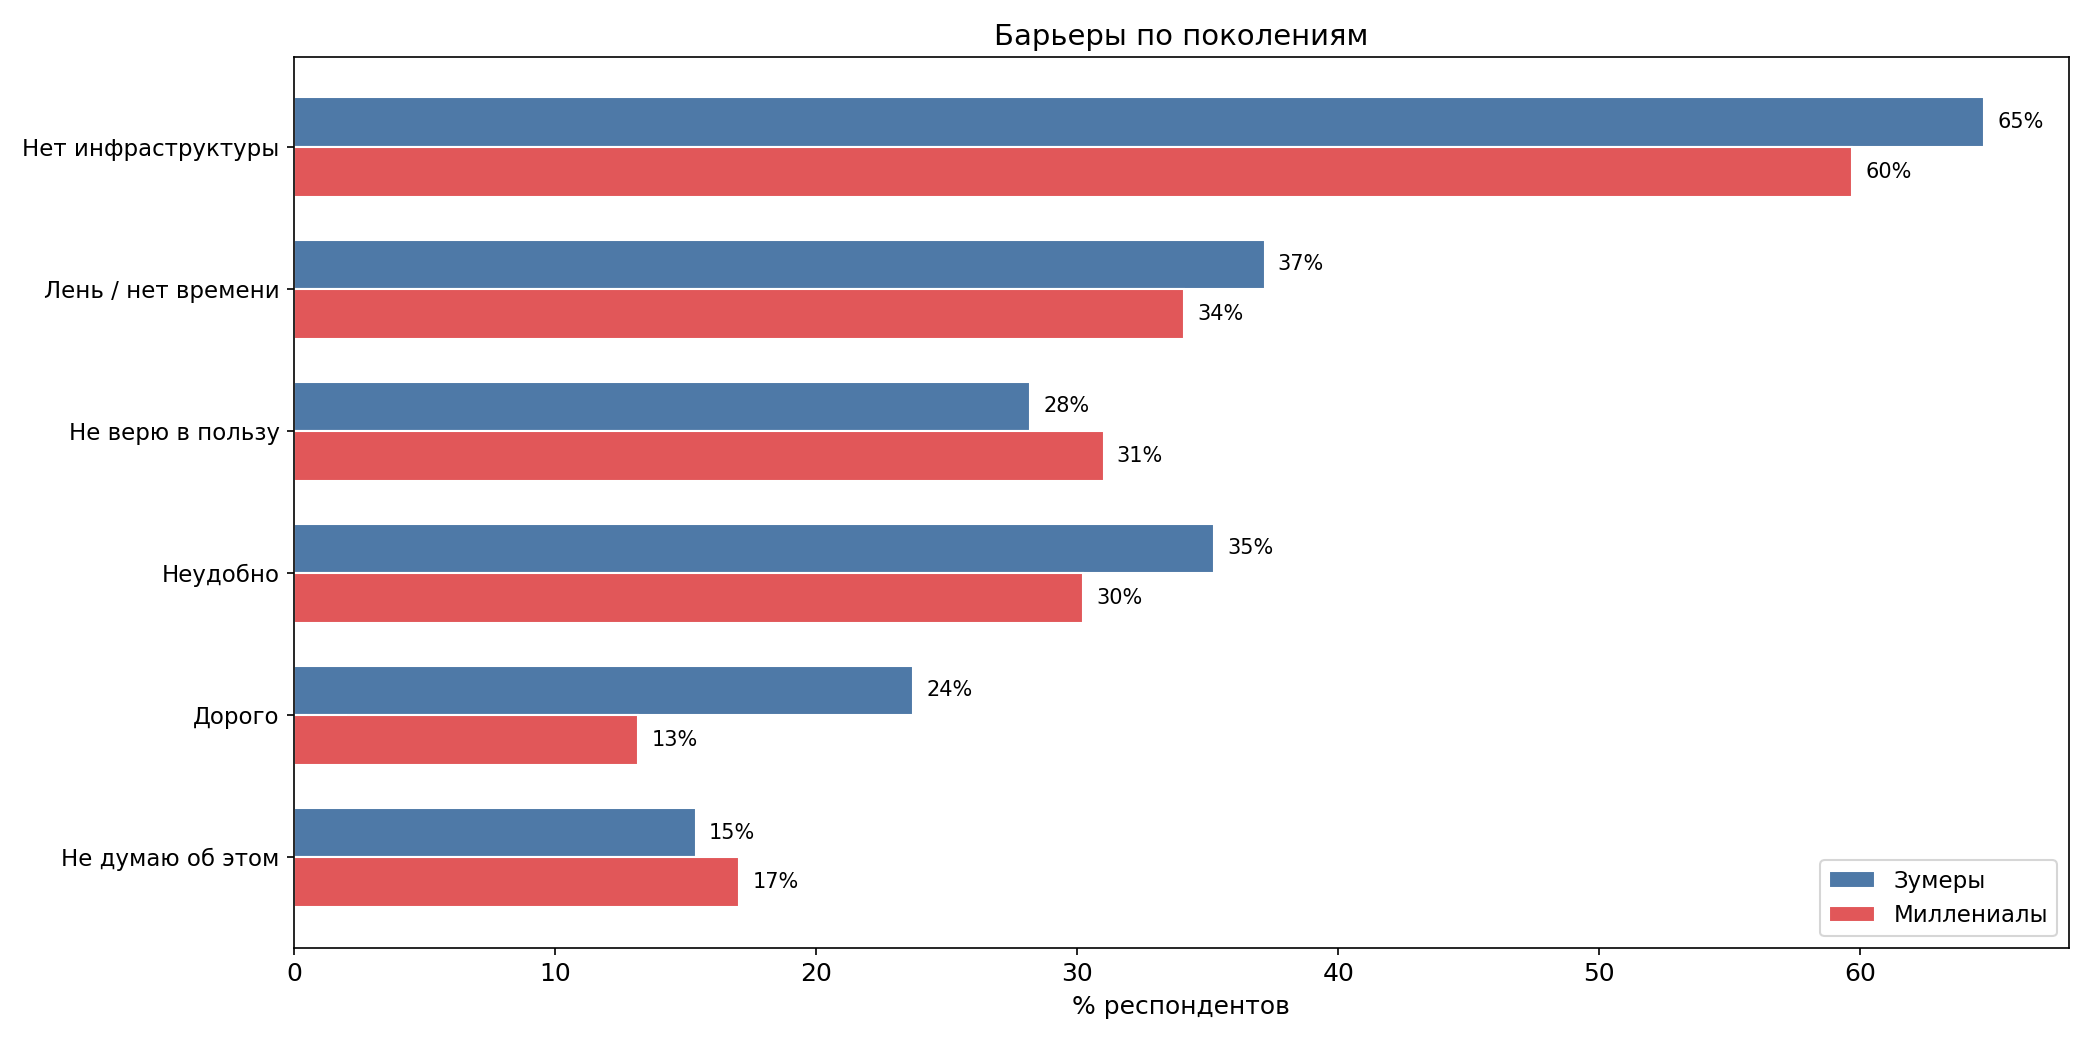 Барьеры по поколениям
Нет инфраструктуры
65%
60%
Лень / нет времени
37%
34%
Не верю в пользу
28%
31%
Неудобно
35%
30%
Дорого
24%
13%
Не думаю об этом
15%
17%
Зумеры
Миллениалы
0 10 20 30 40 50 60
% респондентов